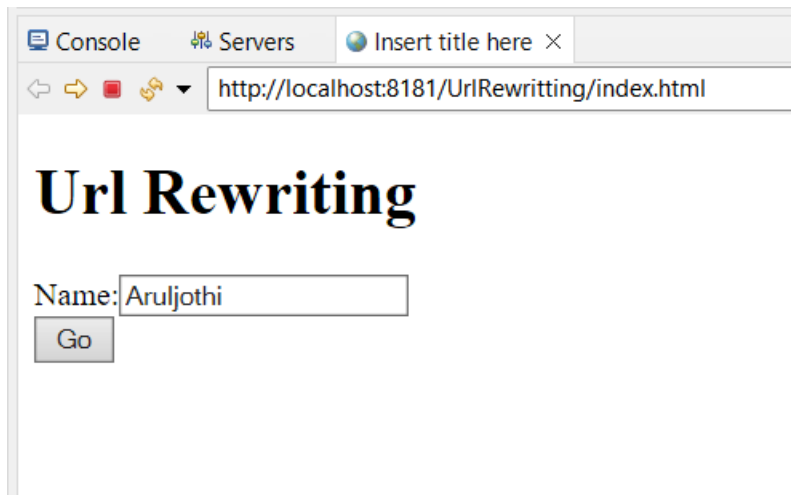 Console Servers Insert title here
http://localhost:8181/UrlRewritting/index.html
Url Rewriting
Name: Aruljothi
Go